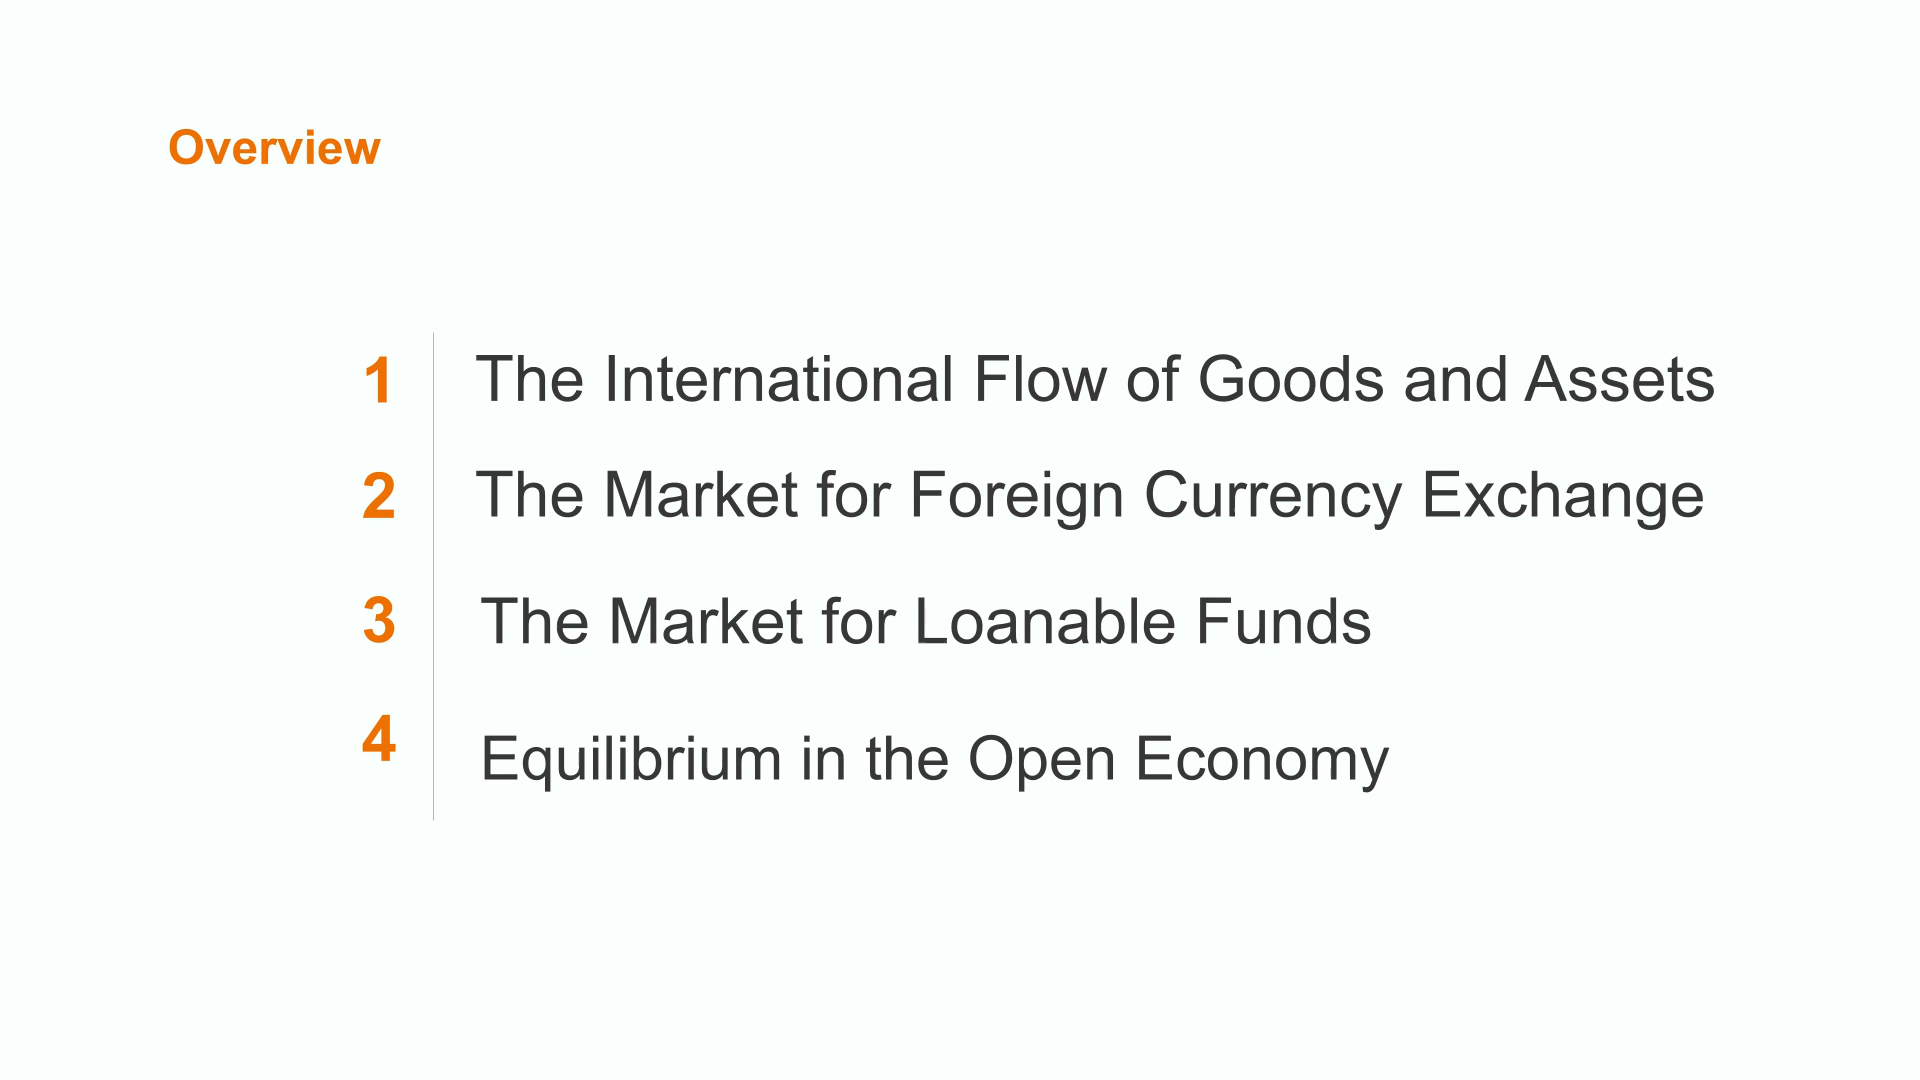 Overview
1 The International Flow of Goods and Assets
2 The Market for Foreign Currency Exchange
3 The Market for Loanable Funds
4 Equilibrium in the Open Economy